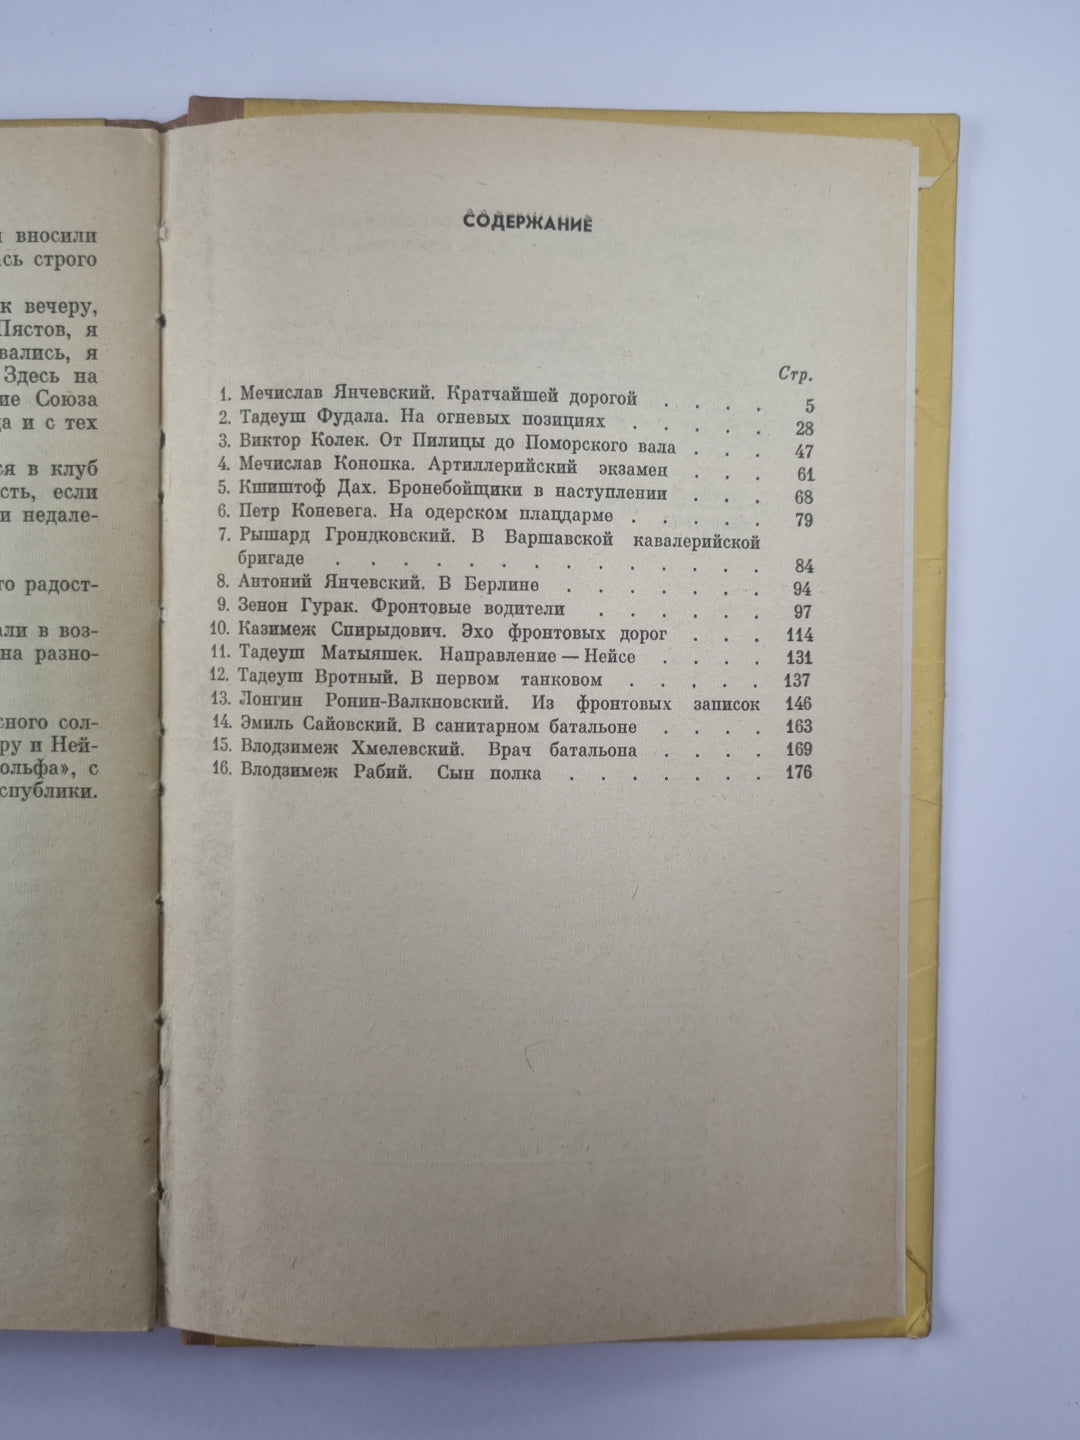 вносили
сь строго
к вечеру,
Пястов, я
вались, я
Здесь на
ие Союза
а и с тех
ся в клуб
сть, если
и недале-
го радост-
али в воз-
на разно-
сного сол-
ру и Ней-
ольфа», с
спублики.
СОДЕРЖАНИЕ
Стр.
1. Мечислав Янчевский. Кратчайшей дорогой . . . . 5
2. Тадеуш Фудала. На огневых позициях . . . . . 28
3. Виктор Колек. От Пилицы до Поморского вала . . . 47
4. Мечислав Конопка. Артиллерийский экзамен . . . 61
5. Кшиштоф Дах. Бронебойщики в наступлении . . . 68
6. Петр Коневега. На одерском плацдарме . . . . . 79
7. Рышард Грондковский. В Варшавской кавалерийской
бригаде . . . . . . . . . . . . 84
8. Антоний Янчевский. В Берлине . . . . . . . 94
9. Зенон Гурак. Фронтовые водители . . . . . . 97
10. Казимеж Спирыдович. Эхо фронтовых дорог . . . 114
11. Тадеуш Матыяшек. Направление — Нейсе . . . . 131
12. Тадеуш Вротный. В первом танковом . . . . . 137
13. Лонгин Ронин-Валкновский. Из фронтовых записок 146
14. Эмиль Сайовский. В санитарном батальоне . . . . 163
15. Влодзимеж Хмелевский. Врач батальона . . . . 169
16. Влодзимеж Рабий. Сын полка . . . . . . . 176